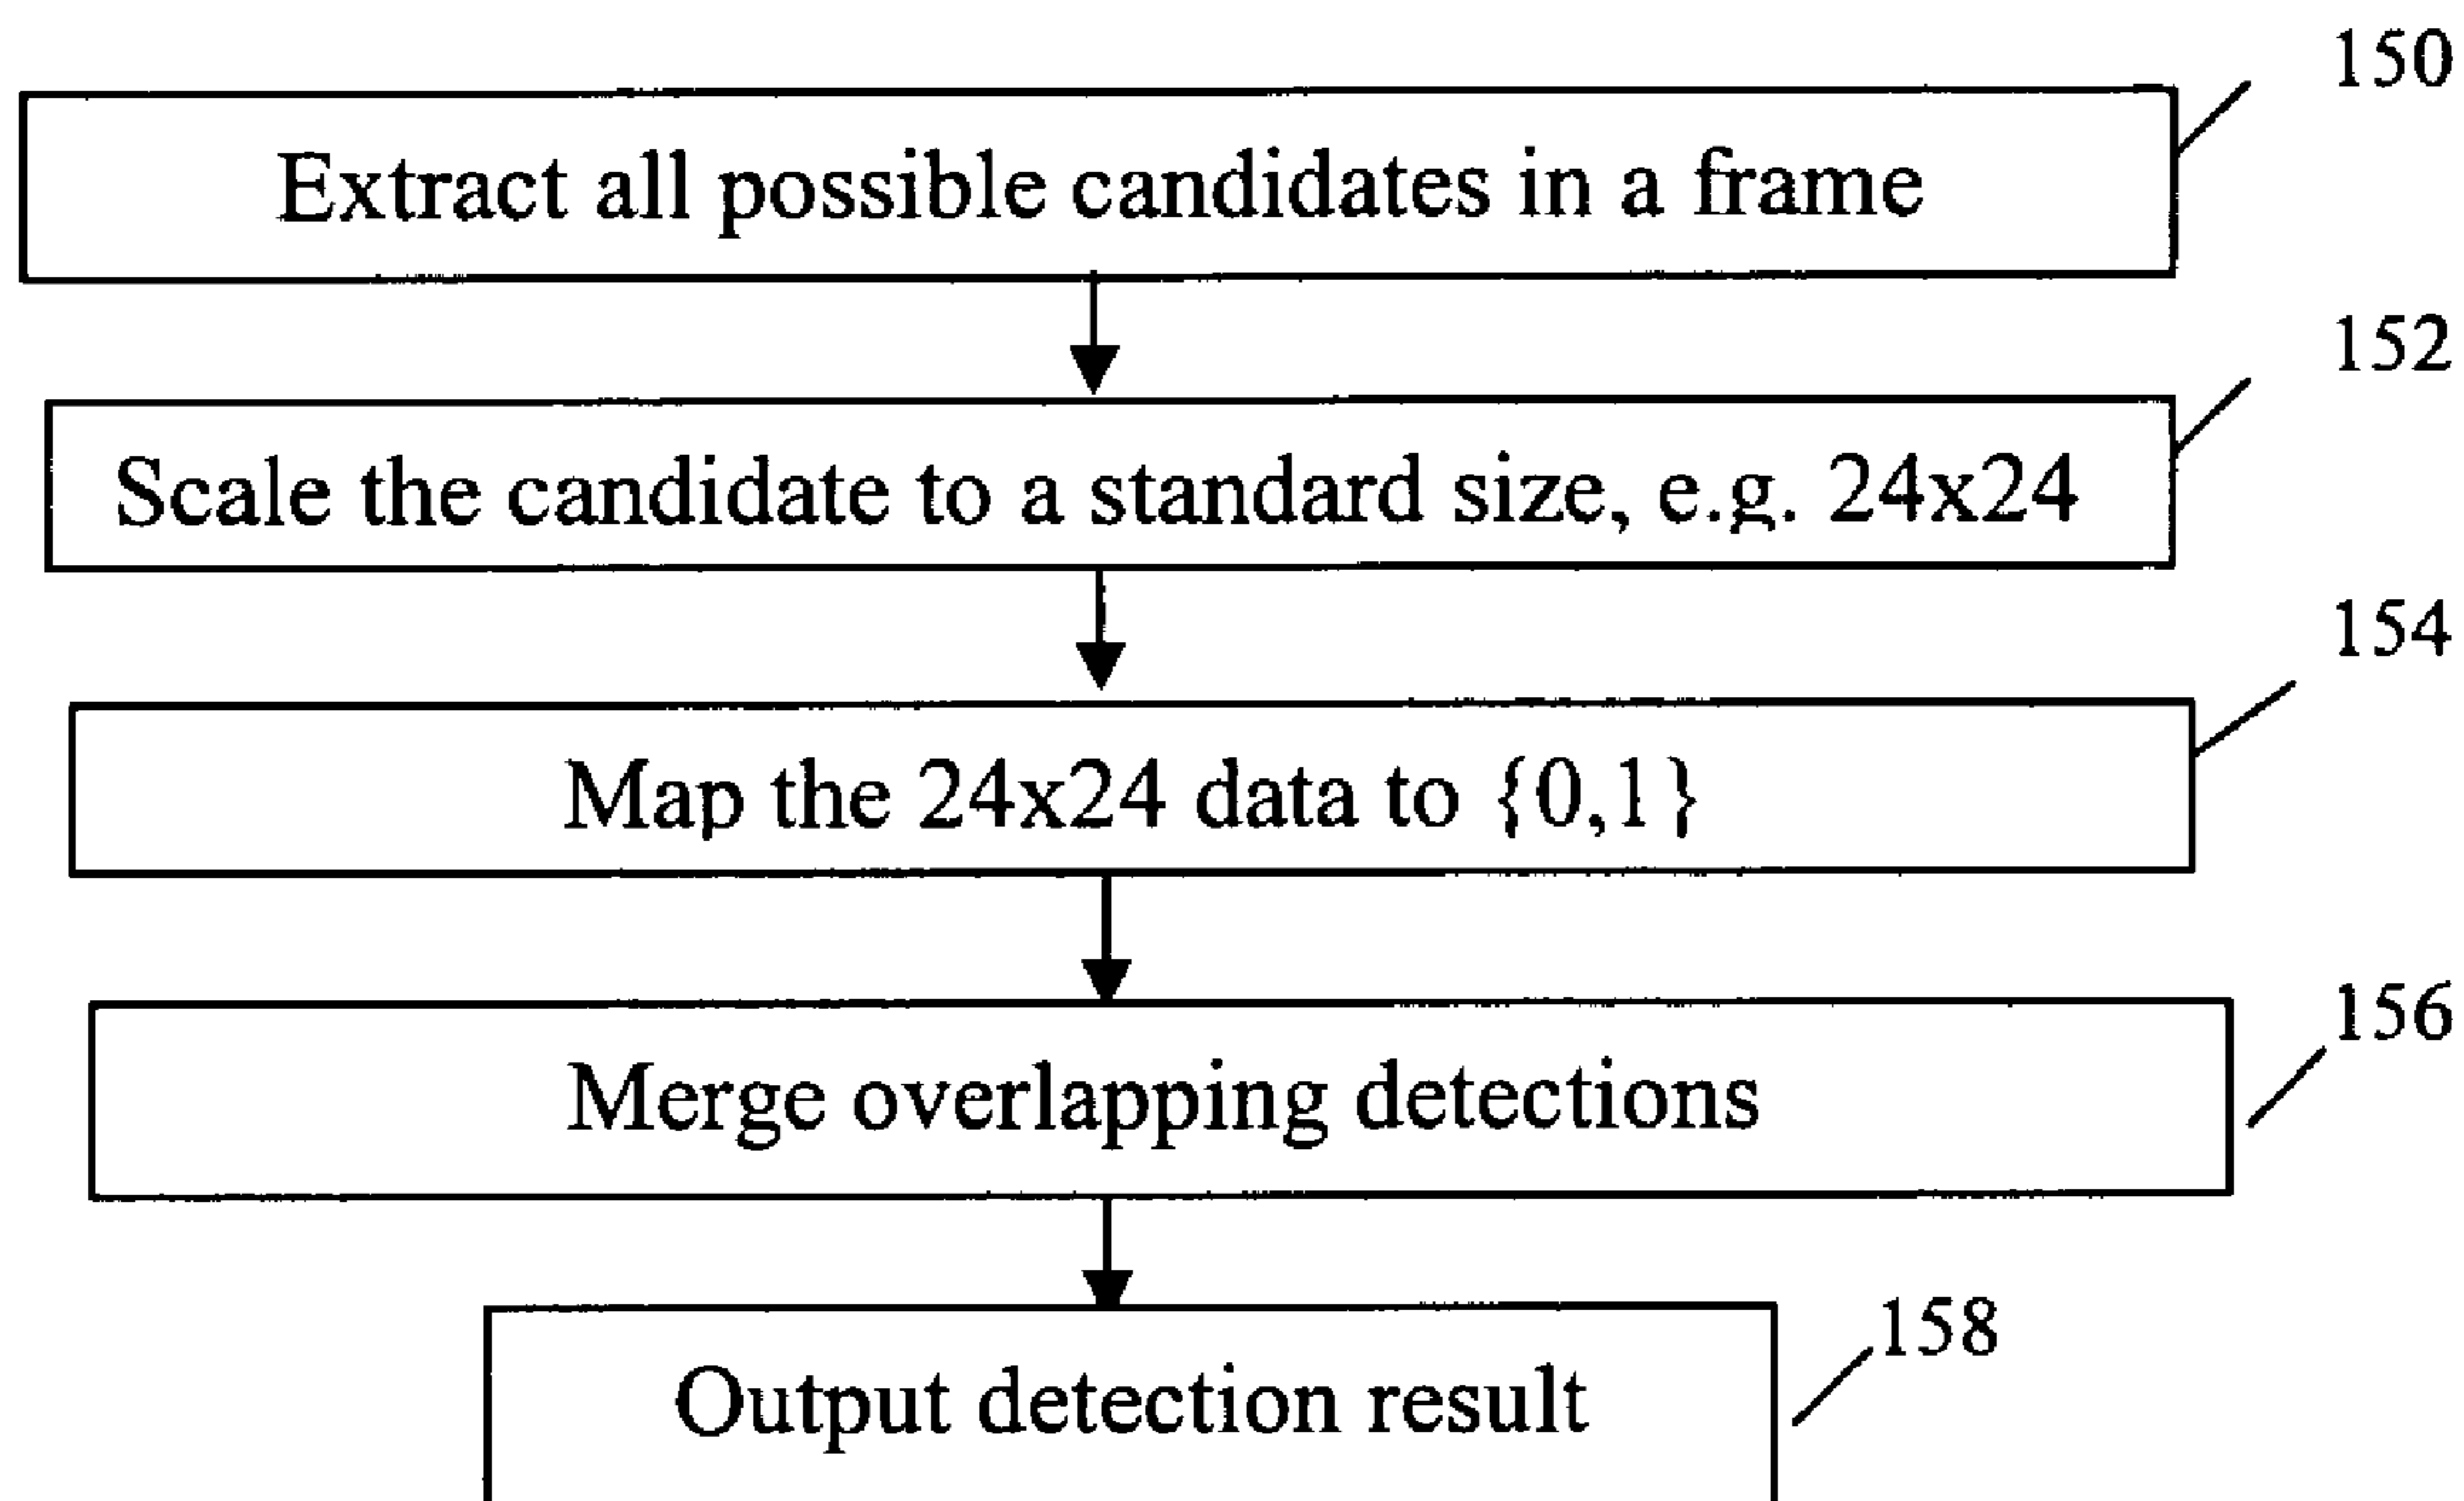 150
Extract all possible candidates in a frame
152
Scale the candidate to a standard size, e.g. 24x24
154
Map the 24x24 data to {0,1}
156
Merge overlapping detections
158
Output detection result